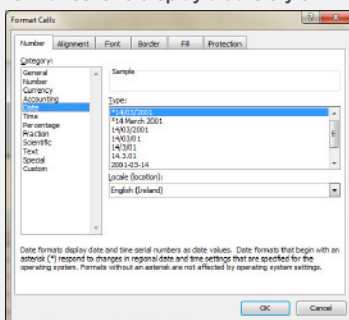 Format Cells
Number Alignment Font Border Fill Protection
Category:
General
Number
Currency
Accounting
Date
Time
Percentage
Fraction
Scientific
Text
Special
Custom
Sample
Type:
*14/03/2001
*14 March 2001
14/03/2001
14/03/01
14/3/01
14.3.01
2001-03-14
Locale (location):
English (Ireland)
Date formats display date and time serial numbers as date values. Date formats that begin with an
asterisk (*) respond to changes in regional date and time settings that are specified for the
operating system. Formats without an asterisk are not affected by operating system settings.
OK Cancel